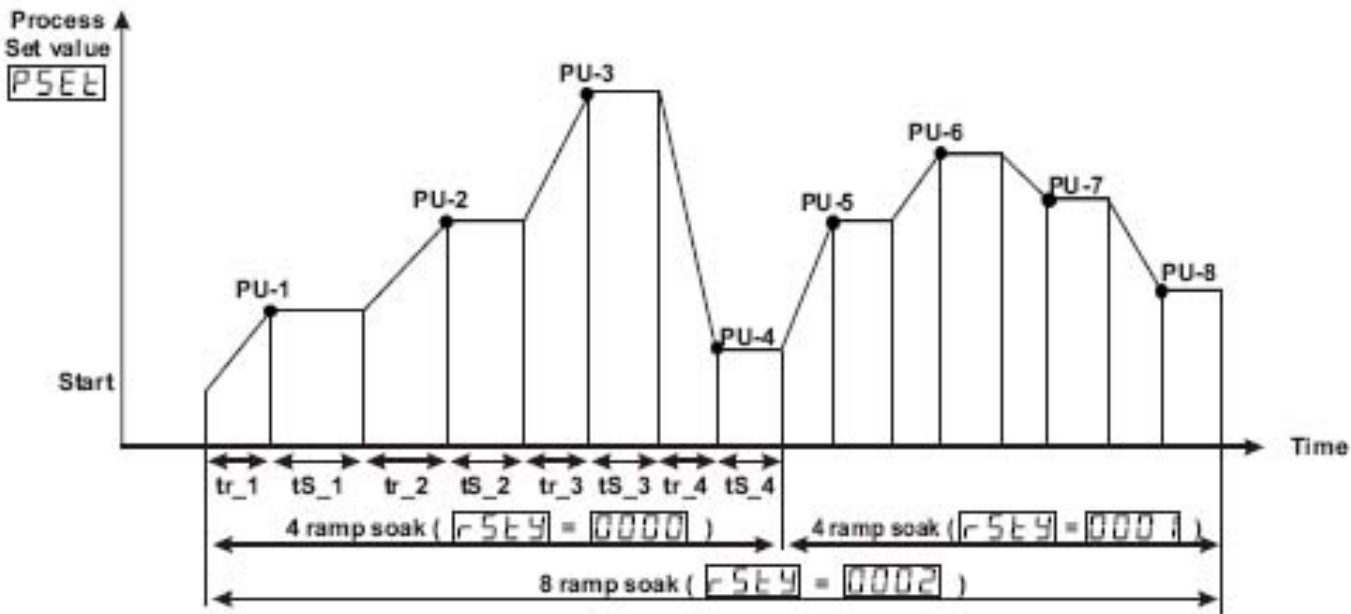 Process
Set value
PSEt
PU-1
PU-2
PU-3
PU-4
PU-5
PU-6
PU-7
PU-8
Start
Time
tr_1 tS_1 tr_2 tS_2 tr_3 tS_3 tr_4 tS_4
4 ramp soak ( rStY = 0000 ) 4 ramp soak ( rStY = 0001 )
8 ramp soak ( rStY = 0002 )